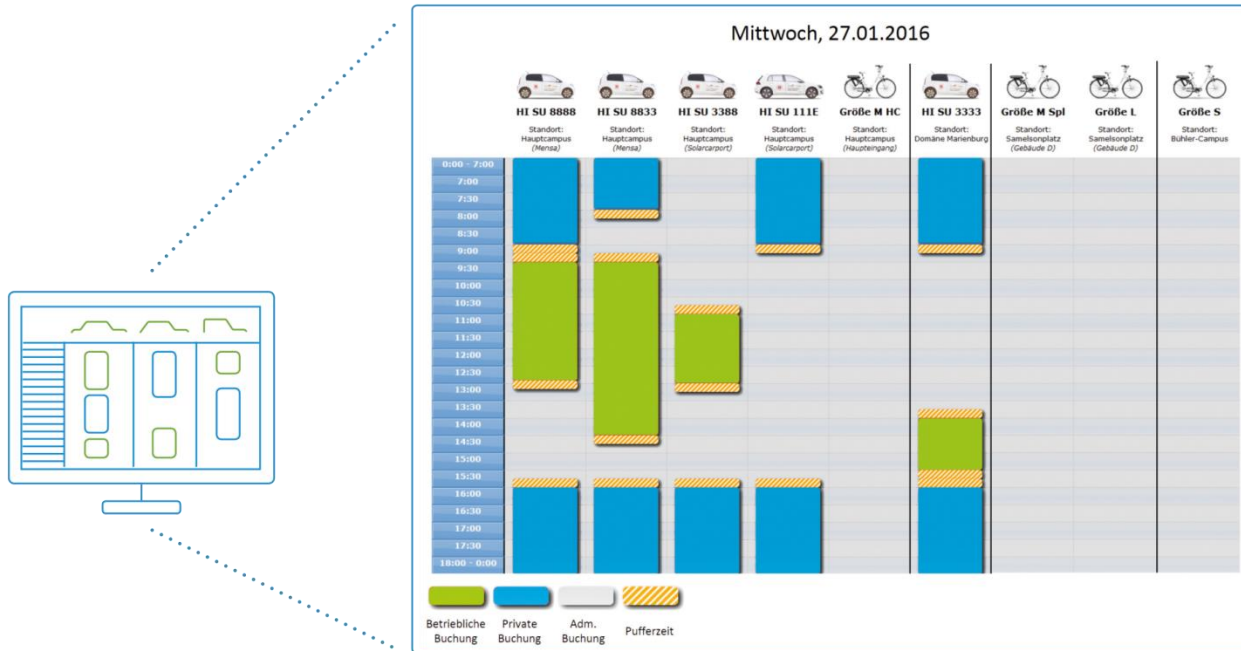 Mittwoch, 27.01.2016
HI SU 8888
Standort:
Hauptcampus
(Mensa)
HI SU 8833
Standort:
Hauptcampus
(Mensa)
HI SU 3388
Standort:
Hauptcampus
(Solarcarport)
HI SU 111E
Standort:
Hauptcampus
(Solarcarport)
Größe M HC
Standort:
Hauptcampus
(Haupteingang)
HI SU 3333
Standort:
Domäne Marienburg
Größe M Spl
Standort:
Samelsonplatz
(Gebäude D)
Größe L
Standort:
Samelsonplatz
(Gebäude D)
Größe S
Standort:
Bühler-Campus
0:00 - 7:00
7:00
7:30
8:00
8:30
9:00
9:30
10:00
10:30
11:00
11:30
12:00
12:30
13:00
13:30
14:00
14:30
15:00
15:30
16:00
16:30
17:00
17:30
18:00 - 0:00
Betriebliche
Buchung
Private
Buchung
Adm.
Buchung
Pufferzeit